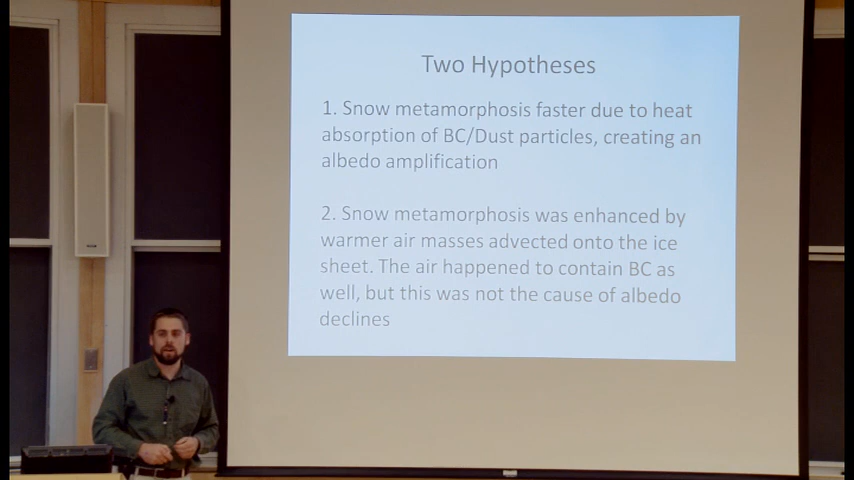 Two Hypotheses
1. Snow metamorphosis faster due to heat
absorption of BC/Dust particles, creating an
albedo amplification
2. Snow metamorphosis was enhanced by
warmer air masses advected onto the ice
sheet. The air happened to contain BC as
well, but this was not the cause of albedo
declines